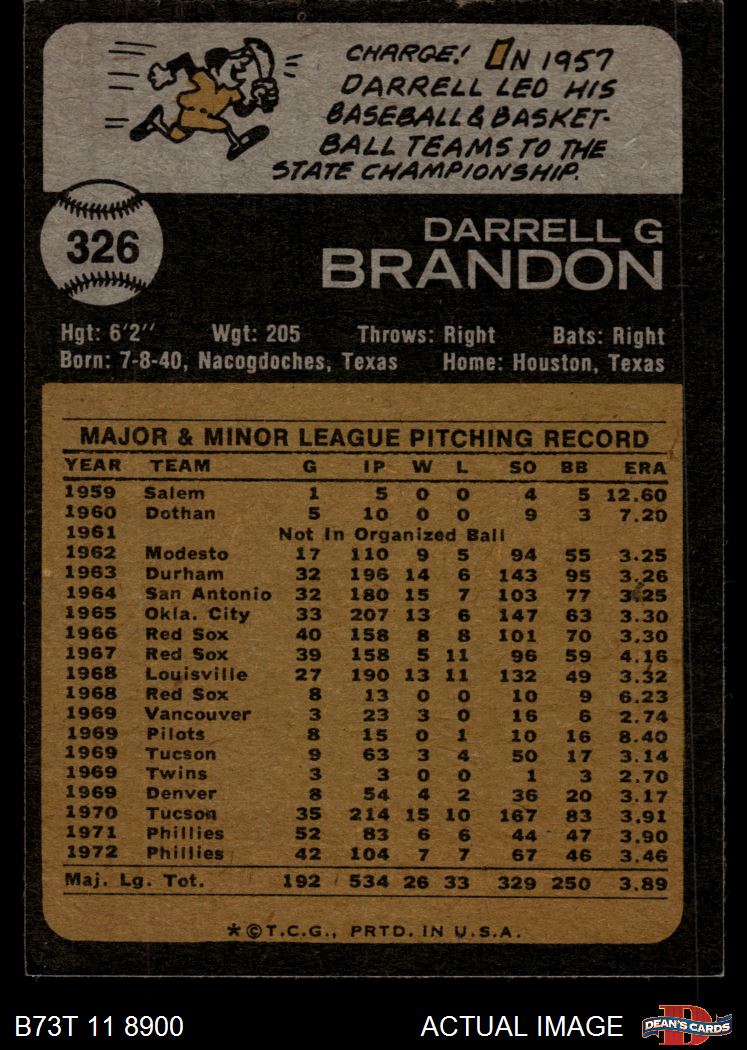 CHARGE! IN 1957
DARRELL LED HIS
BASEBALL & BASKET-
BALL TEAMS TO THE
STATE CHAMPIONSHIP.
326
DARRELL G
BRANDON
Hgt: 6'2" Wgt: 205 Throws: Right Bats: Right
Born: 7-8-40, Nacogdoches, Texas Home: Houston, Texas
MAJOR & MINOR LEAGUE PITCHING RECORD
YEAR TEAM G IP W L SO BB ERA
1959 Salem 1 5 0 0 4 5 12.60
1960 Dothan 5 10 0 0 9 3 7.20
1961 Not In Organized Ball
1962 Modesto 17 110 9 5 94 55 3.25
1963 Durham 32 196 14 6 143 95 3.26
1964 San Antonio 32 180 15 7 103 77 3.25
1965 Okla. City 33 207 13 6 147 63 3.30
1966 Red Sox 40 158 8 8 101 70 3.30
1967 Red Sox 39 158 5 11 96 59 4.16
1968 Louisville 27 190 13 11 132 49 3.32
1968 Red Sox 8 13 0 0 10 9 6.23
1969 Vancouver 3 23 3 0 16 6 2.74
1969 Pilots 8 15 0 1 10 16 8.40
1969 Tucson 9 63 3 4 50 17 3.14
1969 Twins 3 3 0 0 1 3 2.70
1969 Denver 8 54 4 2 36 20 3.17
1970 Tucson 35 214 15 10 167 83 3.91
1971 Phillies 52 83 6 6 44 47 3.90
1972 Phillies 42 104 7 7 67 46 3.46
Maj. Lg. Tot. 192 534 26 33 329 250 3.89
*©T.C.G., PRTD. IN U.S.A.
B73T 11 8900 ACTUAL IMAGE DEAN'S CARDS